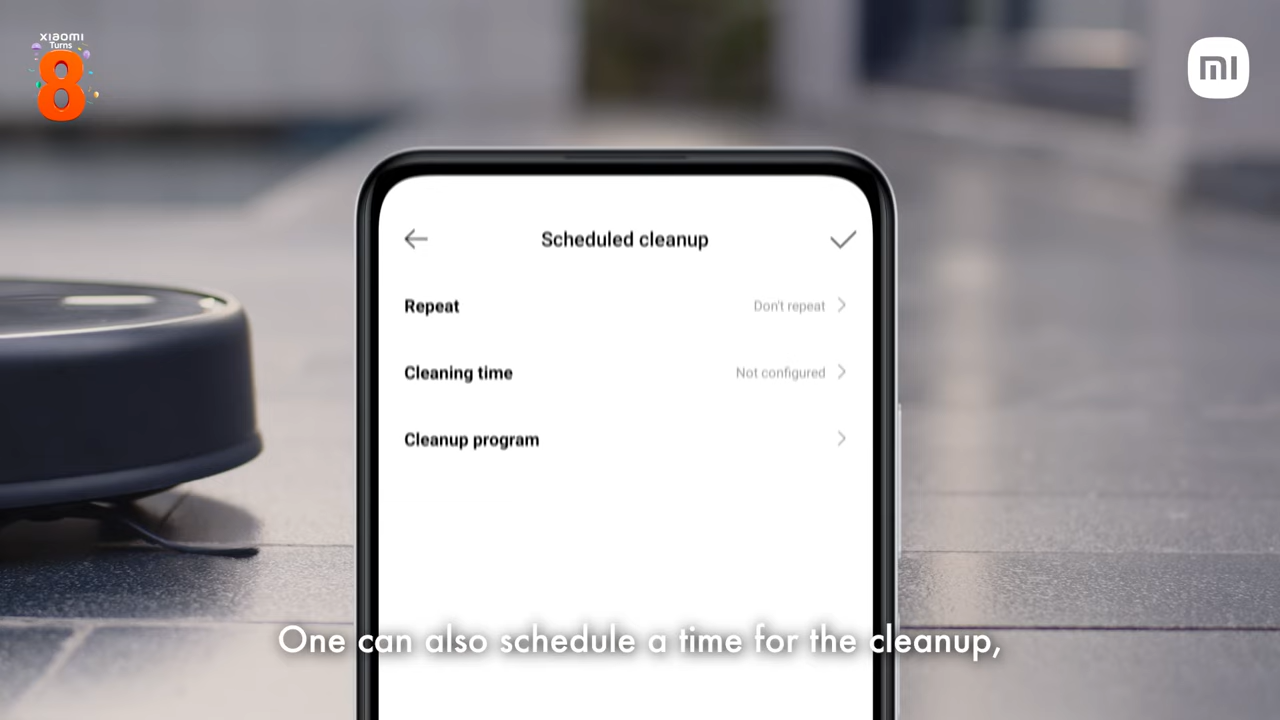 xiaomi
Turns
8
mi
Scheduled cleanup
Repeat
Don't repeat
Cleaning time
Not configured
Cleanup program
One can also schedule a time for the cleanup,